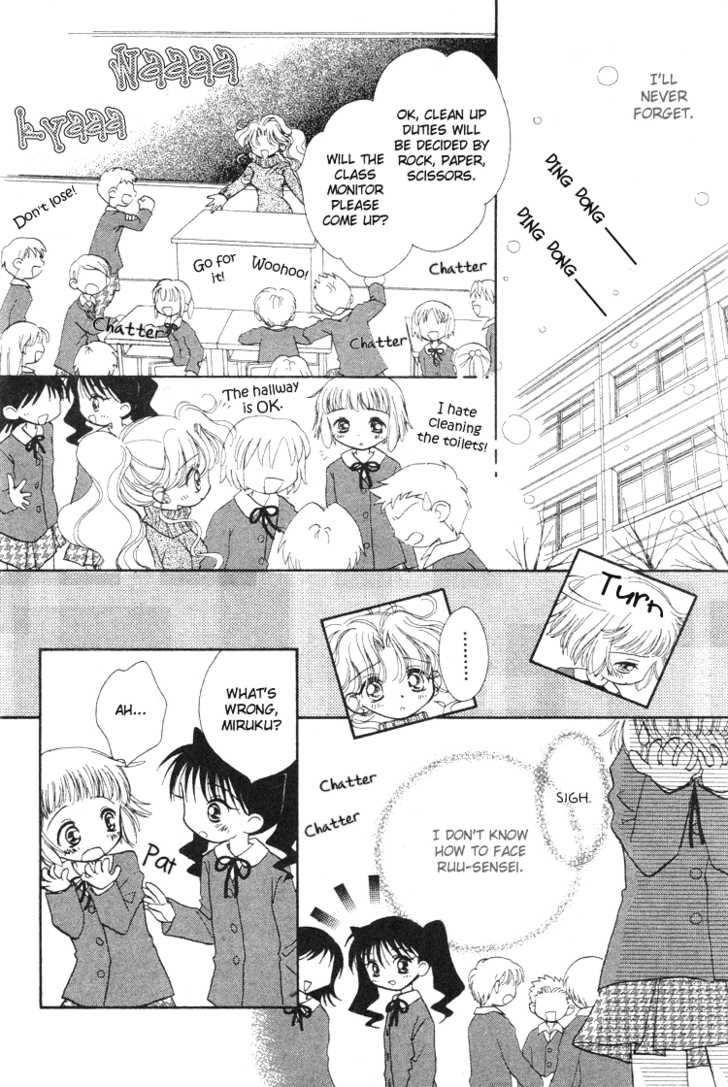 I'LL
NEVER
FORGET.
DING DONG
DING DONG
Waaaa
Kyaaa
OK, CLEAN UP
DUTIES WILL
BE DECIDED BY
ROCK, PAPER,
SCISSORS.
WILL THE
CLASS
MONITOR
PLEASE
COME UP?
Don't lose!
Go for
it!
Woohoo!
Chatter
Chatter
Chatter
The hallway
is OK.
I hate
cleaning
the toilets!
Turn
........
SIGH.
I DON'T KNOW
HOW TO FACE
RUU-SENSEI.
Chatter
Chatter
WHAT'S
WRONG,
MIRUKU?
AH...
Pat